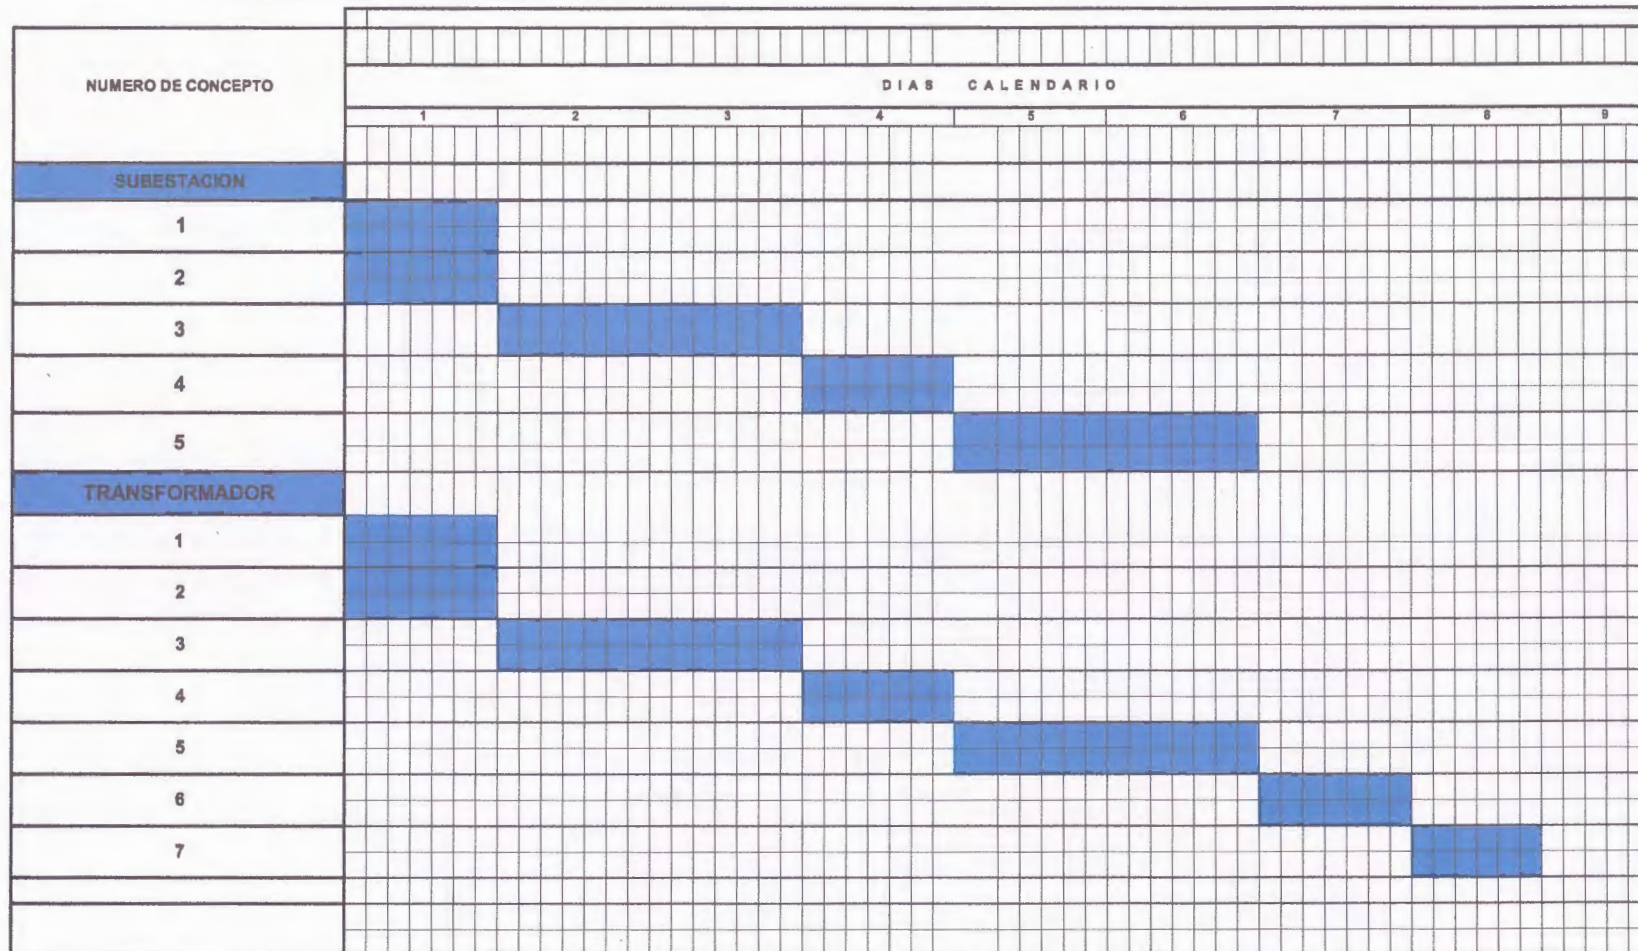 NUMERO DE CONCEPTO
DIAS CALENDARIO
1 2 3 4 5 6 7 8 9
SUBESTACION
1
2
3
4
5
TRANSFORMADOR
1
2
3
4
5
6
7